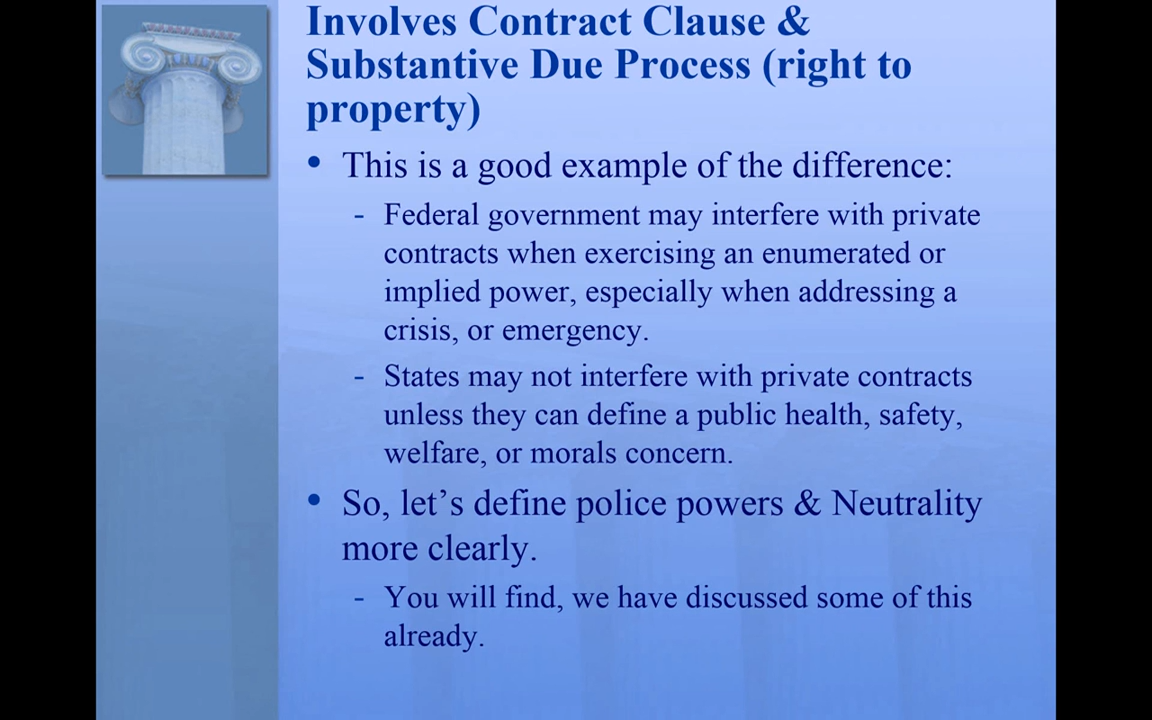 Involves Contract Clause &
Substantive Due Process (right to
property)
• This is a good example of the difference:
- Federal government may interfere with private
contracts when exercising an enumerated or
implied power, especially when addressing a
crisis, or emergency.
- States may not interfere with private contracts
unless they can define a public health, safety,
welfare, or morals concern.
• So, let’s define police powers & Neutrality
more clearly.
- You will find, we have discussed some of this
already.